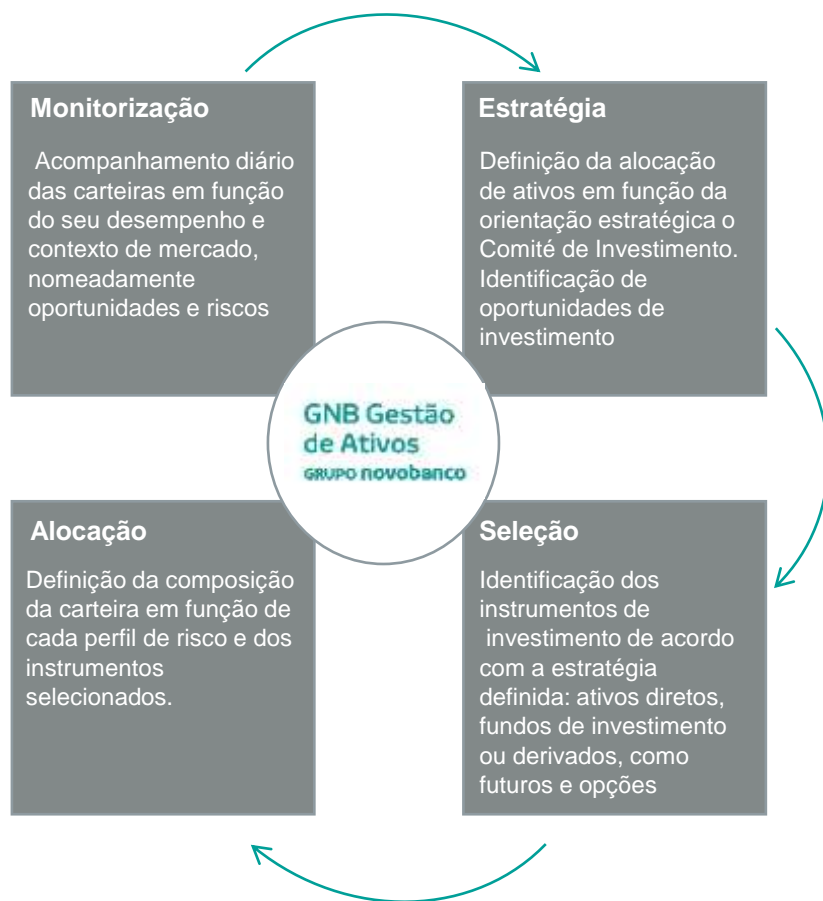 Monitorização
Acompanhamento diário
das carteiras em função
do seu desempenho e
contexto de mercado,
nomeadamente
oportunidades e riscos
Estratégia
Definição da alocação
de ativos em função da
orientação estratégica o
Comité de Investimento.
Identificação de
oportunidades de
investimento
GNB Gestão
de Ativos
GRUPO novobanco
Alocação
Definição da composição
da carteira em função de
cada perfil de risco e dos
instrumentos
selecionados.
Seleção
Identificação dos
instrumentos de
investimento de acordo
com a estratégia
definida: ativos diretos,
fundos de investimento
ou derivados, como
futuros e opções